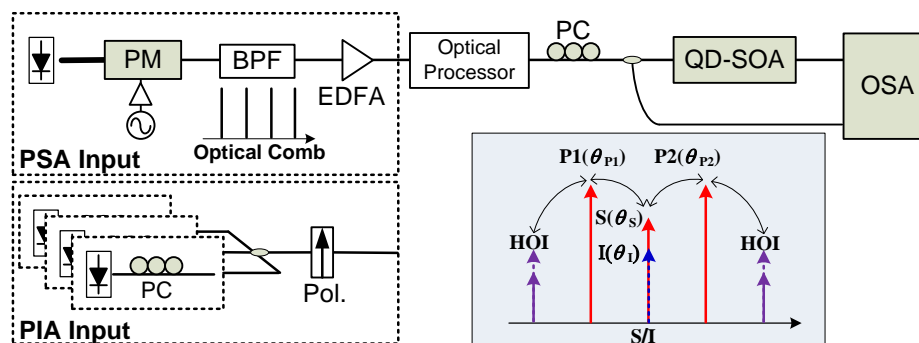 PM
BPF
EDFA
Optical Comb
PSA Input
Optical
Processor
PC
QD-SOA
OSA
PC
Pol.
PIA Input
P1(θP1) P2(θP2)
S(θS)
I(θI)
HOI HOI
S/I